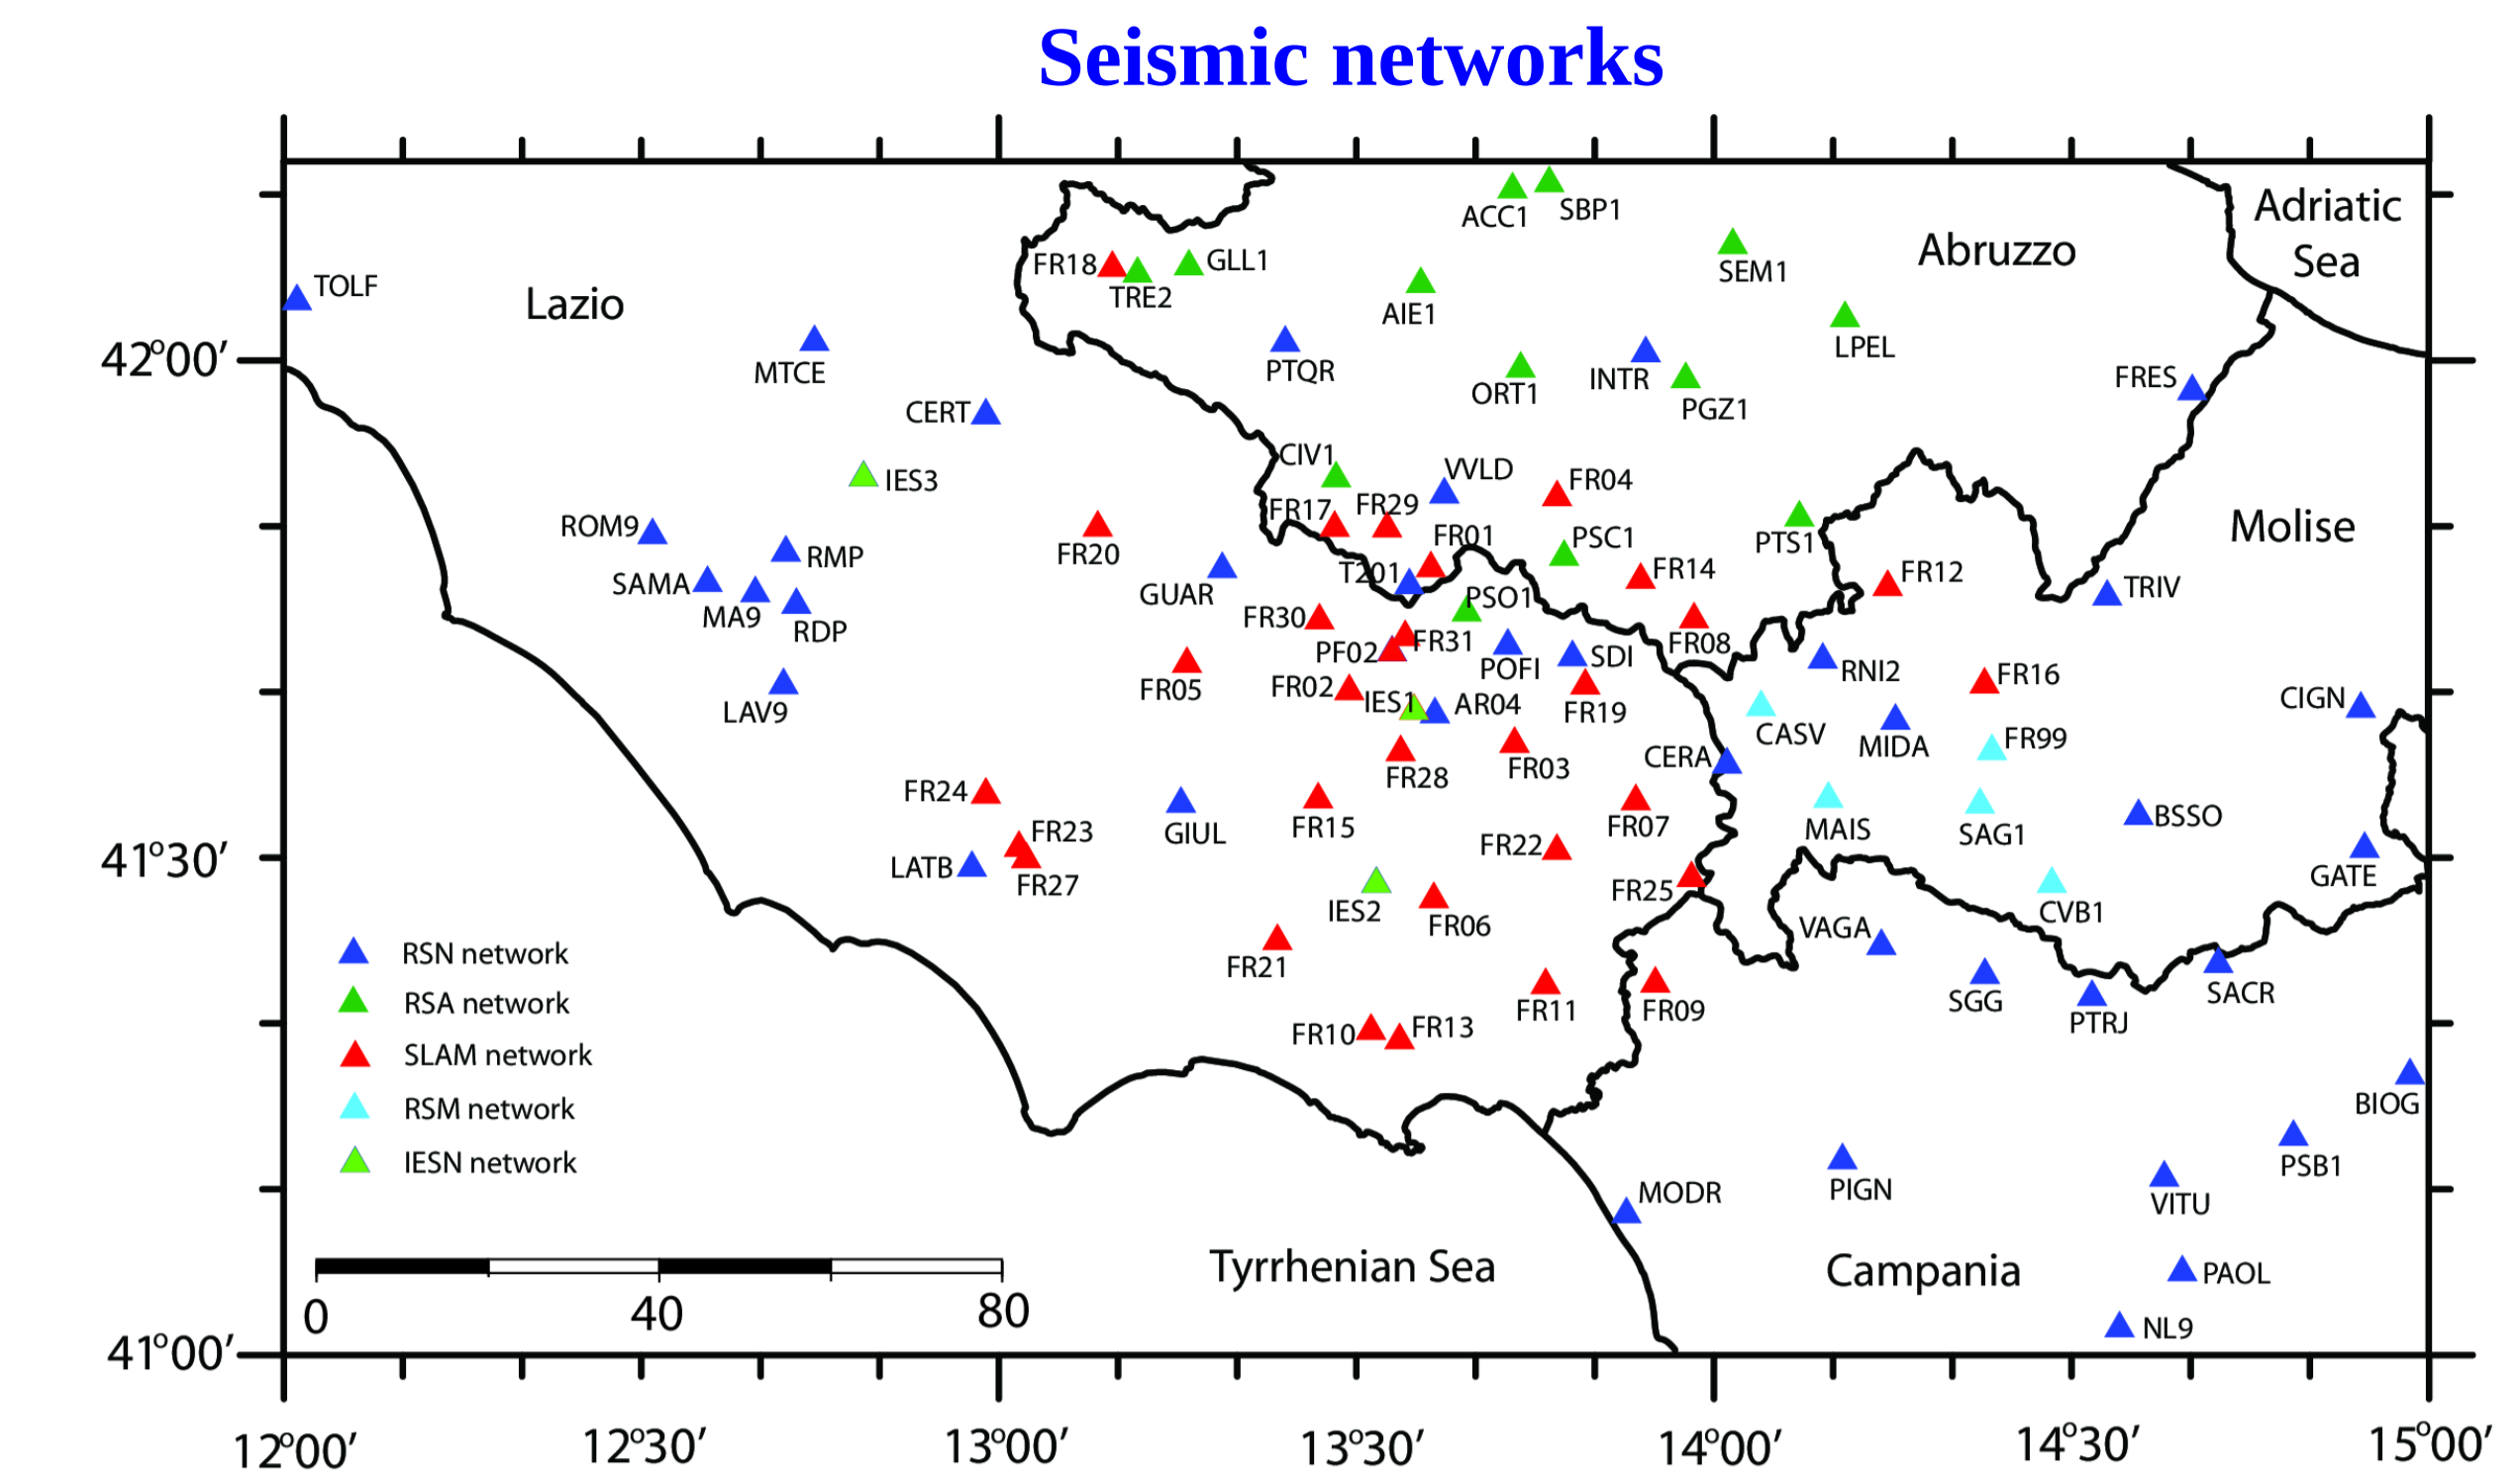 Seismic networks
ACC1
SBP1
Adriatic
Sea
Abruzzo
FR18
GLL1
SEM1
TOLF
TRE2
Lazio
AIE1
LPEL
42°00′
MTCE
PTQR
INTR
FRES
ORT1
PGZ1
CERT
CIV1
VVLD
IES3
FR04
FR17
FR29
ROM9
FR01
PSC1
PTS1
Molise
FR20
RMP
T201
FR14
FR12
SAMA
GUAR
PSO1
TRIV
MA9
RDP
FR30
FR31
FR08
PF02
POFI
SDI
RNI2
FR05
FR02
IES1
AR04
FR16
LAV9
FR19
CIGN
CASV
MIDA
FR99
CERA
FR28
FR03
FR24
GIUL
FR15
FR07
MAIS
SAG1
BSSO
FR23
FR22
41°30′
LATB
FR27
GATE
FR25
IES2
FR06
CVB1
VAGA
RSN network
FR21
SACR
RSA network
FR11
FR09
SGG
PTRJ
FR10
FR13
SLAM network
RSM network
BIOG
IESN network
PSB1
PIGN
MODR
VITU
Tyrrhenian Sea
Campania
PAOL
0
40
80
NL9
41°00′
12°00′
12°30′
13°00′
13°30′
14°00′
14°30′
15°00′